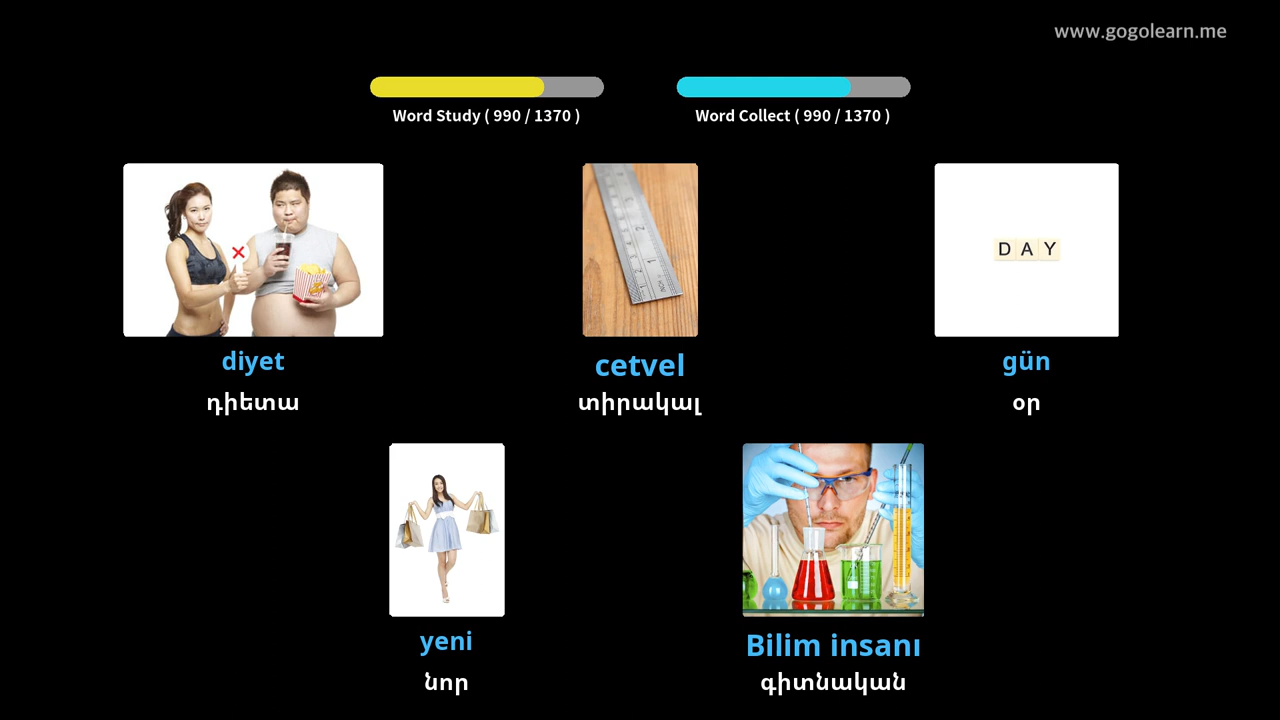 www.gogolearn.me
Word Study ( 990 / 1370 )
Word Collect ( 990 / 1370 )
D A Y
diyet
cetvel
gün
դիետա
տիրակալ
օր
yeni
Bilim insanı
նոր
գիտնական